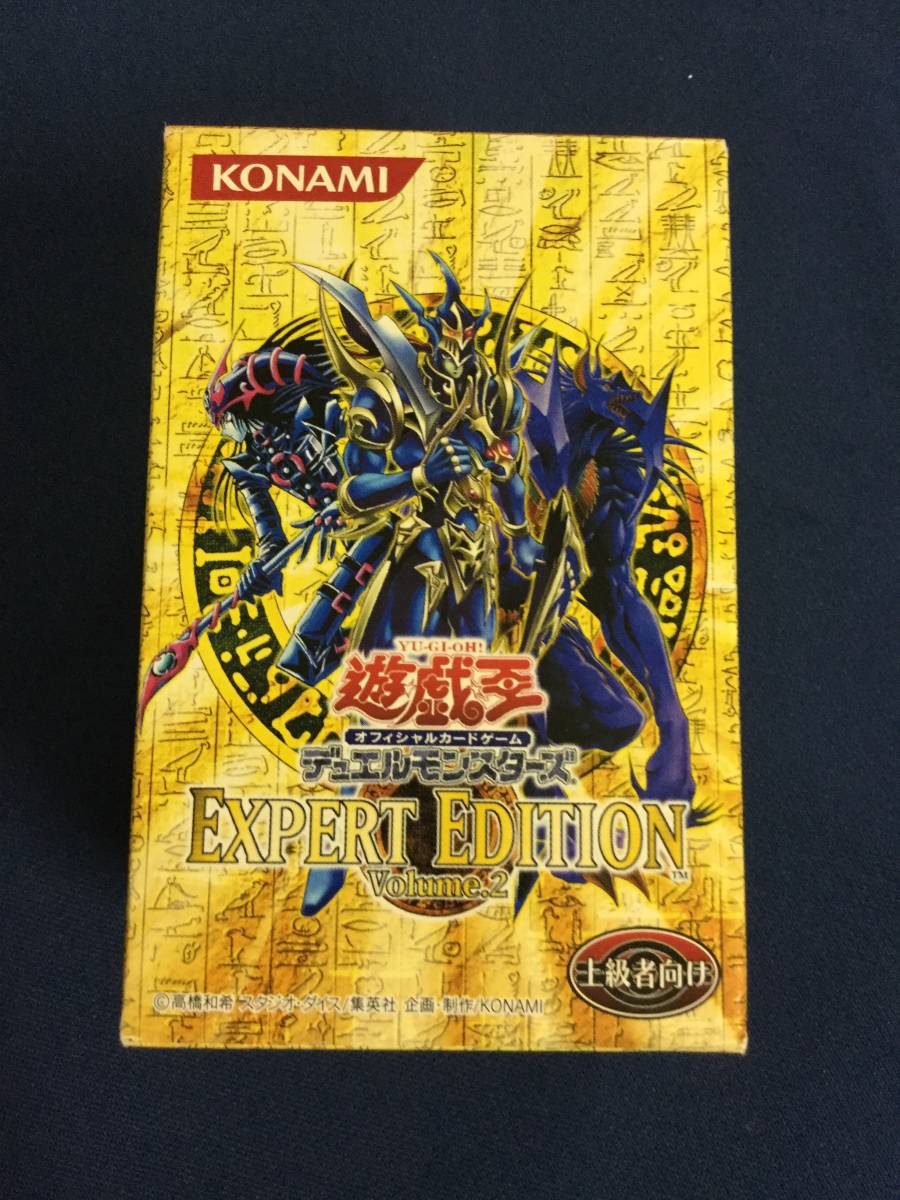 KONAMI
YU-GI-OH!
遊戯王
オフィシャルカードゲーム
デュエルモンスターズ
EXPERT EDITION
Volume.2
TM
上級者向け
©高橋和希 スタジオ・ダイス/集英社 企画・制作/KONAMI